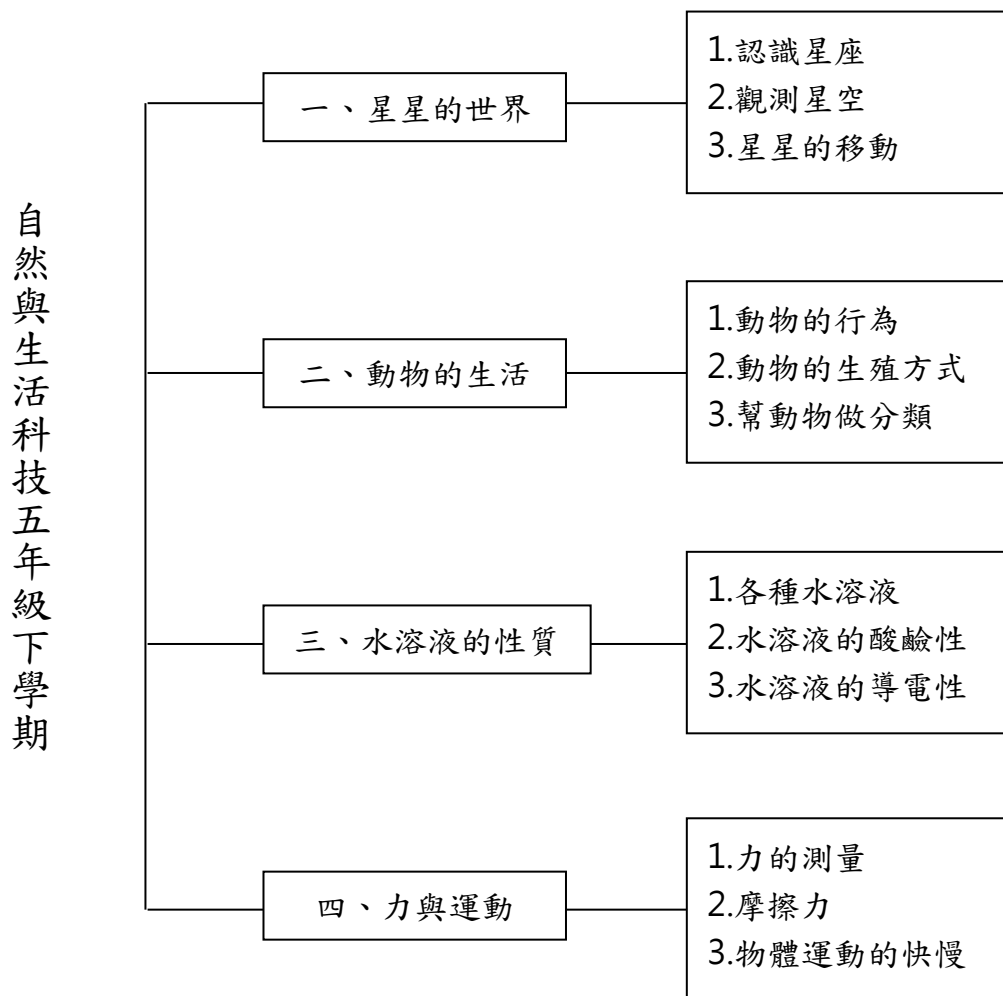 自然與生活科技五年級下學期
一、星星的世界
1.認識星座
2.觀測星空
3.星星的移動
二、動物的生活
1.動物的行為
2.動物的生殖方式
3.幫動物做分類
三、水溶液的性質
1.各種水溶液
2.水溶液的酸鹼性
3.水溶液的導電性
四、力與運動
1.力的測量
2.摩擦力
3.物體運動的快慢